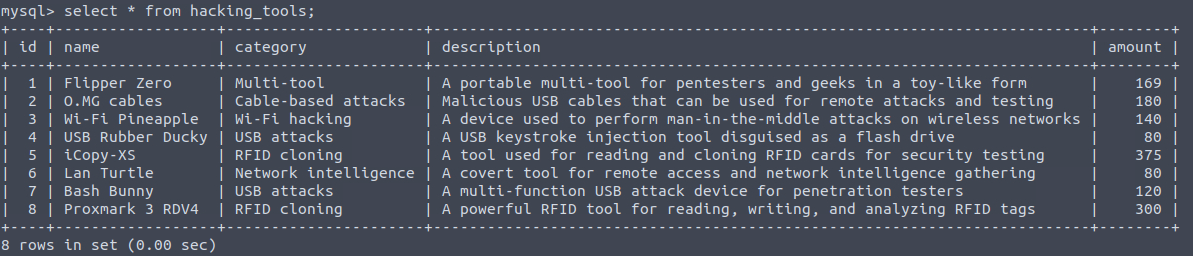 mysql> select * from hacking_tools;
+----+------------------+----------------------+--------------------------------------------------------------------------+--------+
| id | name             | category             | description                                                              | amount |
+----+------------------+----------------------+--------------------------------------------------------------------------+--------+
|  1 | Flipper Zero     | Multi-tool           | A portable multi-tool for pentesters and geeks in a toy-like form        |    169 |
|  2 | O.MG cables      | Cable-based attacks  | Malicious USB cables that can be used for remote attacks and testing     |    180 |
|  3 | Wi-Fi Pineapple  | Wi-Fi hacking        | A device used to perform man-in-the-middle attacks on wireless networks  |    140 |
|  4 | USB Rubber Ducky | USB attacks          | A USB keystroke injection tool disguised as a flash drive                |     80 |
|  5 | iCopy-XS         | RFID cloning         | A tool used for reading and cloning RFID cards for security testing      |    375 |
|  6 | Lan Turtle       | Network intelligence | A covert tool for remote access and network intelligence gathering       |     80 |
|  7 | Bash Bunny       | USB attacks          | A multi-function USB attack device for penetration testers               |    120 |
|  8 | Proxmark 3 RDV4  | RFID cloning         | A powerful RFID tool for reading, writing, and analyzing RFID tags       |    300 |
+----+------------------+----------------------+--------------------------------------------------------------------------+--------+
8 rows in set (0.00 sec)